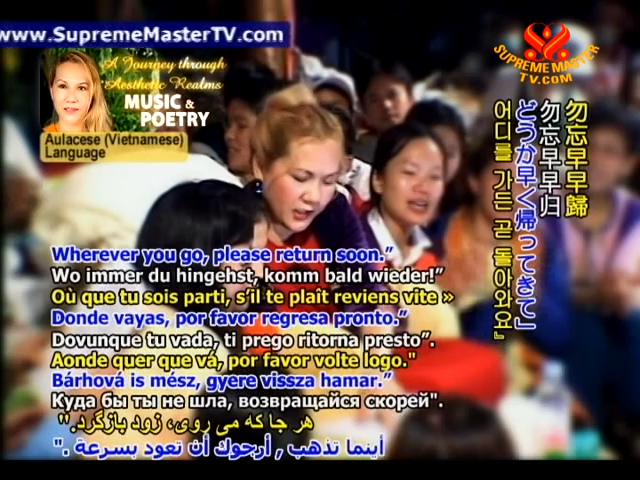 www.SupremeMasterTV.com
SUPREME MASTER
TV.COM
A Journey through
Aesthetic Realms
MUSIC &
POETRY
Aulacese (Vietnamese)
Language
勿忘早早歸
勿忘早早归
どうか早く帰ってきて」
어디를 가든 곧 돌아와요』
Wherever you go, please return soon.”
Wo immer du hingehst, komm bald wieder!”
Où que tu sois parti, s’il te plaît reviens vite »
Donde vayas, por favor regresa pronto.”
Dovunque tu vada, ti prego ritorna presto”.
Aonde quer que vá, por favor volte logo."
Bárhová is mész, gyere vissza hamar.”
Куда бы ты не шла, возвращайся скорей".
هر جا که می روی، زود بازگرد."
أينما تذهب , أرجوك أن تعود بسرعة ."